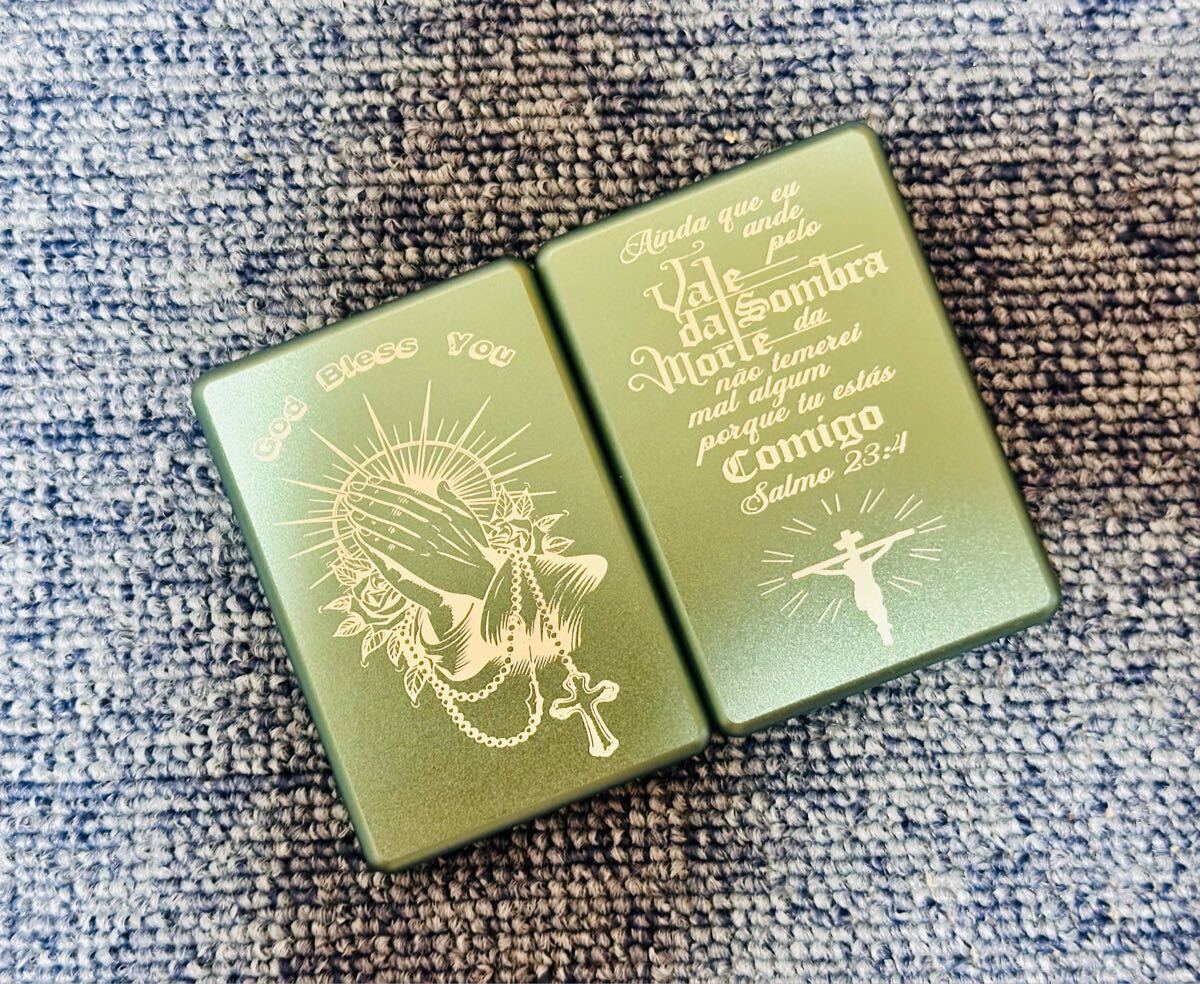 God Bless You
Ainda que eu
ande
pelo
Vale
da Sombra
da
Morte
não temerei
mal algum
porque tu estás
Comigo
Salmo 23:4